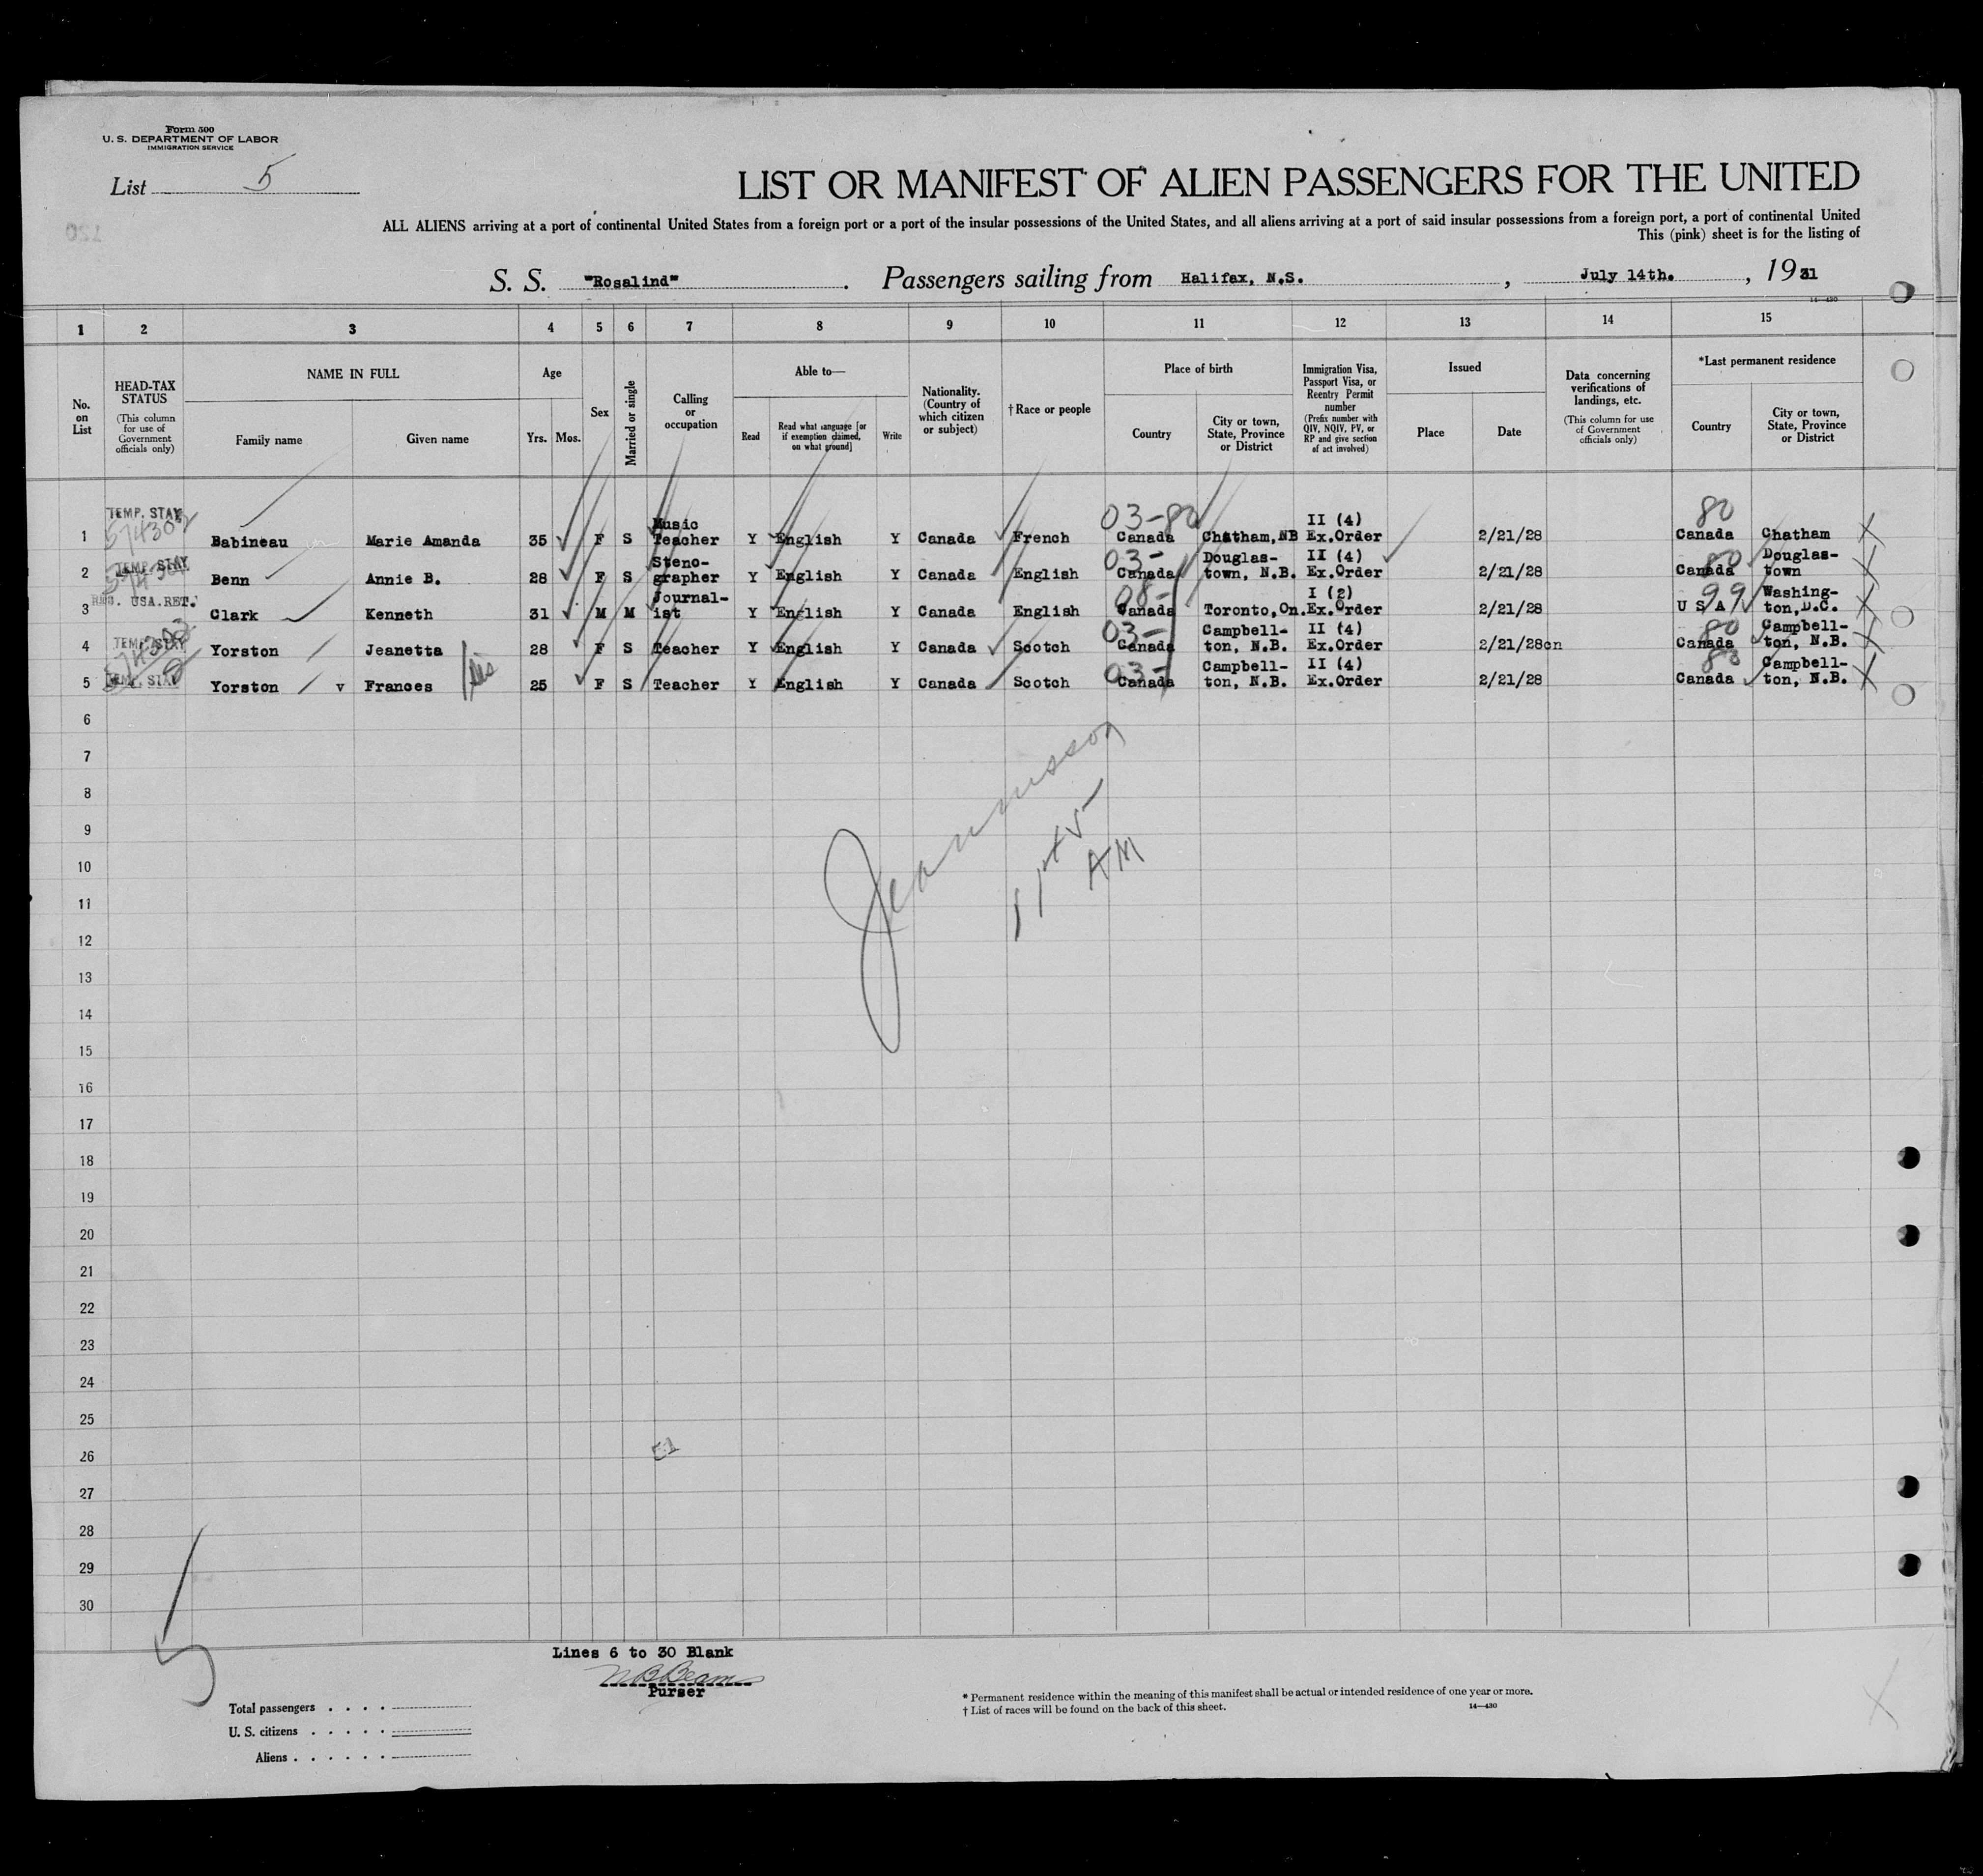 Form 500
U. S. DEPARTMENT OF LABOR
IMMIGRATION SERVICE
List 5
LIST OR MANIFEST OF ALIEN PASSENGERS FOR THE UNITED
ALL ALIENS arriving at a port of continental United States from a foreign port or a port of the insular possessions of the United States, and all aliens arriving at a port of said insular possessions from a foreign port, a port of continental United
This (pink) sheet is for the listing of
S. S. "Rosalind". Passengers sailing from Halifax, N.S., July 14th., 1931
14—430
1 2 3 4 5 6 7 8 9 10 11 12 13 14 15
No. on List
HEAD-TAX STATUS (This column for use of Government officials only)
NAME IN FULL
Family name Given name
Age
Yrs. Mos.
Sex
Married or single
Calling or occupation
Able to—
Read Read what language [or if exemption claimed, on what ground] Write
Nationality. (Country of which citizen or subject)
†Race or people
Place of birth
Country City or town, State, Province or District
Immigration Visa, Passport Visa, or Reentry Permit number (Prefix number with QIV, NQIV, PV, or RP and give section of act involved)
Issued
Place Date
Data concerning verifications of landings, etc. (This column for use of Government officials only)
*Last permanent residence
Country City or town, State, Province or District
TEMP. STAY 03-80 80
1 Babineau Marie Amanda 35 F S Music Teacher Y English Y Canada French Canada Chatham, NB II (4) Ex.Order 2/21/28 Canada Chatham X
TEMP. STAY 03- 80
2 Benn Annie B. 28 F S Steno-grapher Y English Y Canada English Canada Douglas-town, N.B. II (4) Ex.Order 2/21/28 Canada Douglas-town X
USA.RET. 08- 99
3 Clark Kenneth 31 M M Journal-ist Y English Y Canada English Canada Toronto,On. I (2) Ex.Order 2/21/28 U S A Washing-ton,D.C. X
TEMP. STAY 03- 80
4 Yorston Jeanetta 28 F S Teacher Y English Y Canada Scotch Canada Campbell-ton, N.B. II (4) Ex.Order 2/21/28cn Canada Campbell-ton, N.B. X
TEMP. STAY 03- 80
5 Yorston v Frances 25 F S Teacher Y English Y Canada Scotch Canada Campbell-ton, N.B. II (4) Ex.Order 2/21/28 Canada Campbell-ton, N.B. X
6
7
8
9
10
11
12
13
14
15
16
17
18
19
20
21
22
23
24
25
26
27
28
29
30
AM
5
Lines 6 to 30 Blank
Purser
Total passengers . . . .
U. S. citizens . . . . .
Aliens . . . . . .
* Permanent residence within the meaning of this manifest shall be actual or intended residence of one year or more.
† List of races will be found on the back of this sheet.
14—430